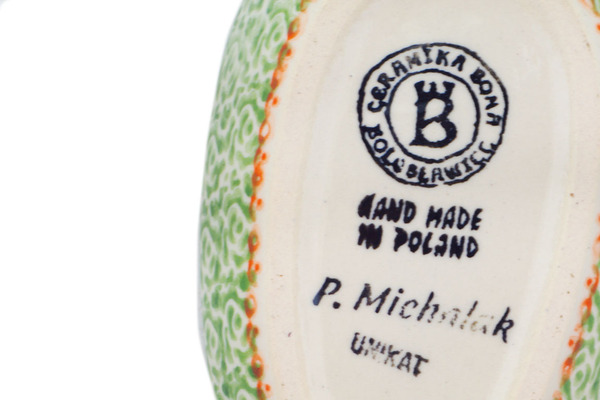 CERAMIKA BONA
BOLESŁAWIEC
B
HAND MADE
IN POLAND
P. Michalak
UNIKAT